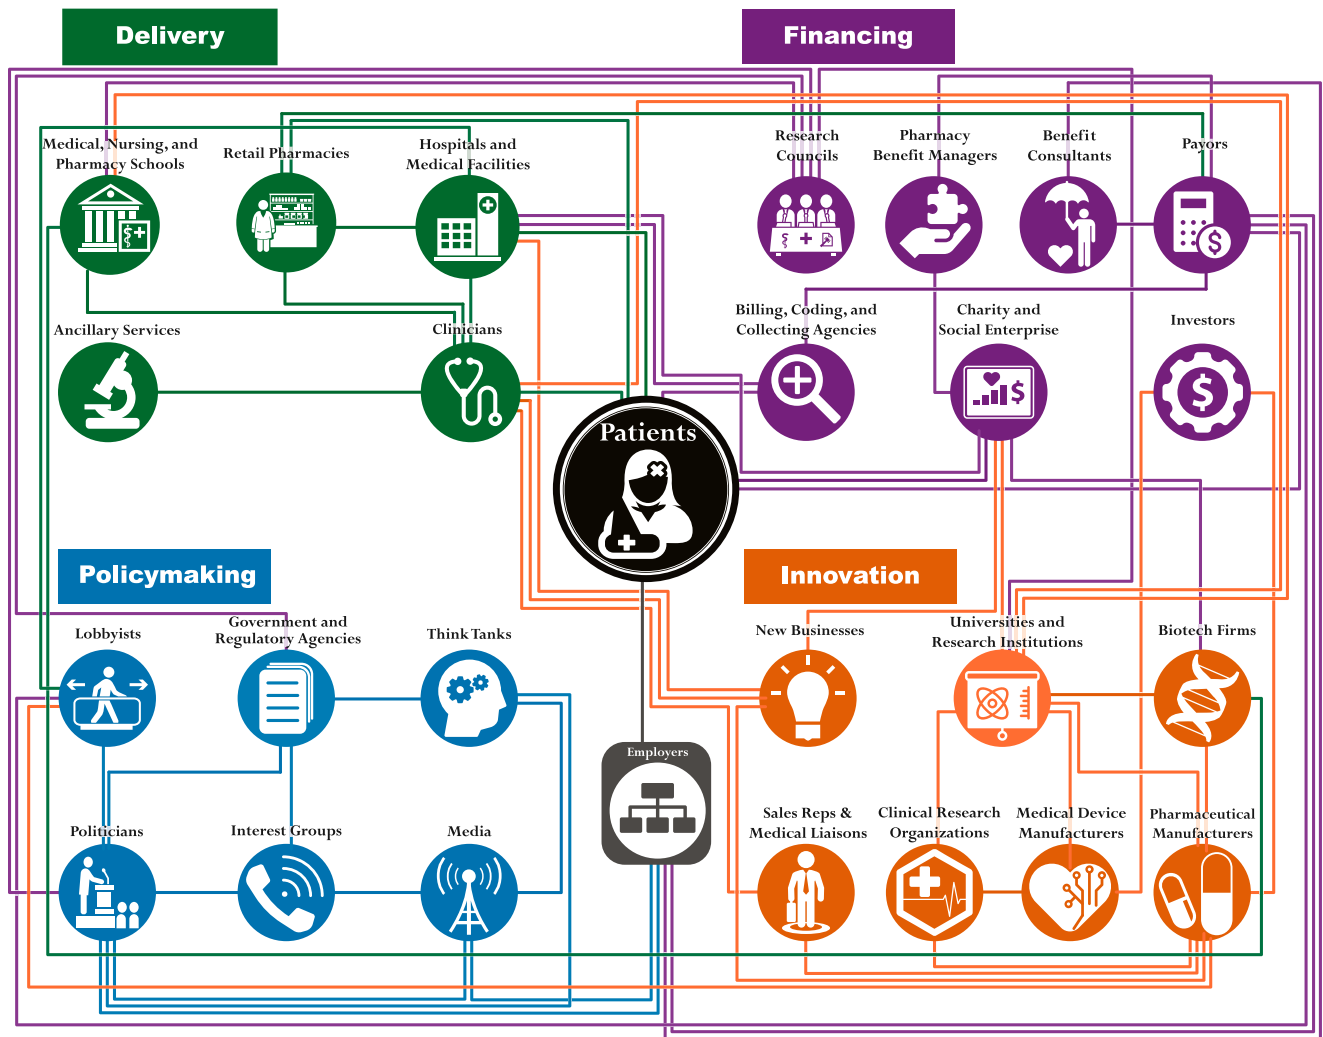 Delivery
Financing
Medical, Nursing, and
Pharmacy Schools
Retail Pharmacies
Hospitals and
Medical Facilities
Research
Councils
Pharmacy
Benefit Managers
Benefit
Consultants
Payors
Ancillary Services
Clinicians
Billing, Coding, and
Collecting Agencies
Charity and
Social Enterprise
Investors
Patients
Policymaking
Innovation
Lobbyists
Government and
Regulatory Agencies
Think Tanks
New Businesses
Universities and
Research Institutions
Biotech Firms
Employers
Politicians
Interest Groups
Media
Sales Reps &
Medical Liaisons
Clinical Research
Organizations
Medical Device
Manufacturers
Pharmaceutical
Manufacturers